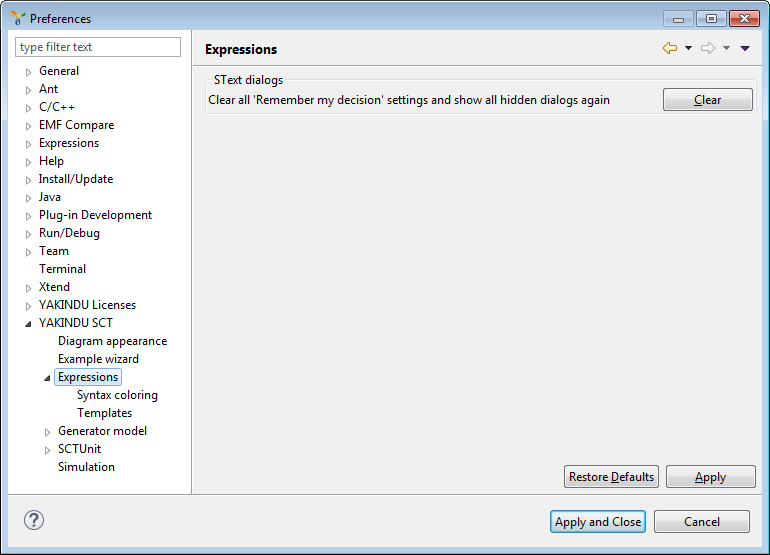 Preferences
type filter text
General
Ant
C/C++
EMF Compare
Expressions
Help
Install/Update
Java
Plug-in Development
Run/Debug
Team
Terminal
Xtend
YAKINDU Licenses
YAKINDU SCT
Diagram appearance
Example wizard
Expressions
Syntax coloring
Templates
Generator model
SCTUnit
Simulation
Expressions
SText dialogs
Clear all 'Remember my decision' settings and show all hidden dialogs again
Clear
Restore Defaults
Apply
?
Apply and Close
Cancel